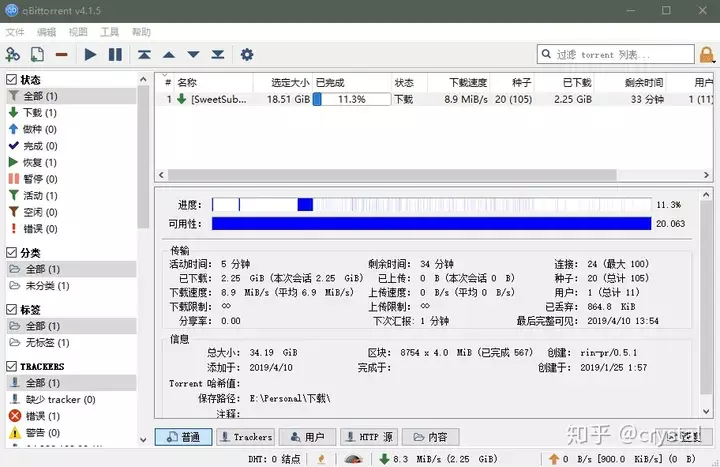 qBittorrent v4.1.5
文件 编辑 视图 工具 帮助
过滤 torrent 列表...
状态
全部 (1)
下载 (1)
做种 (0)
完成 (0)
恢复 (1)
暂停 (0)
活动 (1)
空闲 (0)
错误 (0)
分类
全部 (1)
未分类 (1)
标签
全部 (1)
无标签 (1)
TRACKERS
全部 (1)
缺少 tracker (0)
错误 (1)
警告 (0)
# 名称 选定大小 已完成 状态 下载速度 种子 已下载 剩余时间 用户
1 [SweetSub... 18.51 GiB 11.3% 下载 8.9 MiB/s 20 (105) 2.25 GiB 33 分钟 1 (11)
进度: 11.3%
可用性: 20.063
传输
活动时间: 5 分钟 剩余时间: 34 分钟 连接: 24 (最大 100)
已下载: 2.25 GiB (本次会话 2.25 GiB) 已上传: 0 B (本次会话 0 B) 种子: 20 (总计 105)
下载速度: 8.9 MiB/s (平均 6.9 MiB/s) 上传速度: 0 B/s (平均 0 B/s) 用户: 1 (总计 11)
下载限制: ∞ 上传限制: ∞ 已丢弃: 864.8 KiB
分享率: 0.00 下次汇报: 1 分钟 最后完整可见: 2019/4/10 13:54
信息
总大小: 34.19 GiB 区块: 8754 x 4.0 MiB (已完成 567) 创建: rin-pr/0.5.1
添加于: 2019/4/10 完成于: 创建于: 2019/1/25 1:57
Torrent 哈希值:
保存路径: E:\Personal\下载\
注释:
普通 Trackers 用户 HTTP 源 内容
知乎 @crystal
DHT: 0 结点 8.3 MiB/s (2.25 GiB) 0 B/s [900.0 KiB/s] (0 B)